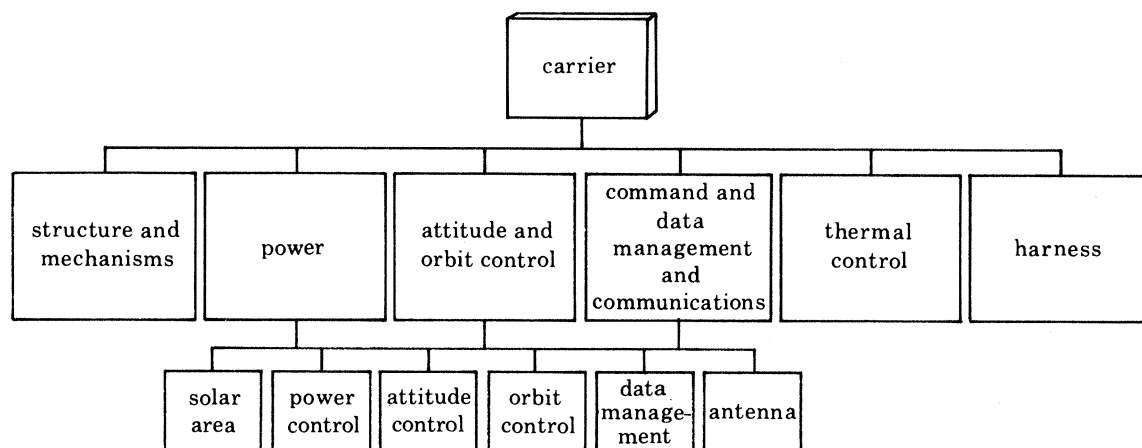 carrier
structure and
mechanisms
power
attitude and
orbit control
command and
data
management
and
communications
thermal
control
harness
solar
area
power
control
attitude
control
orbit
control
data
manage-
ment
antenna